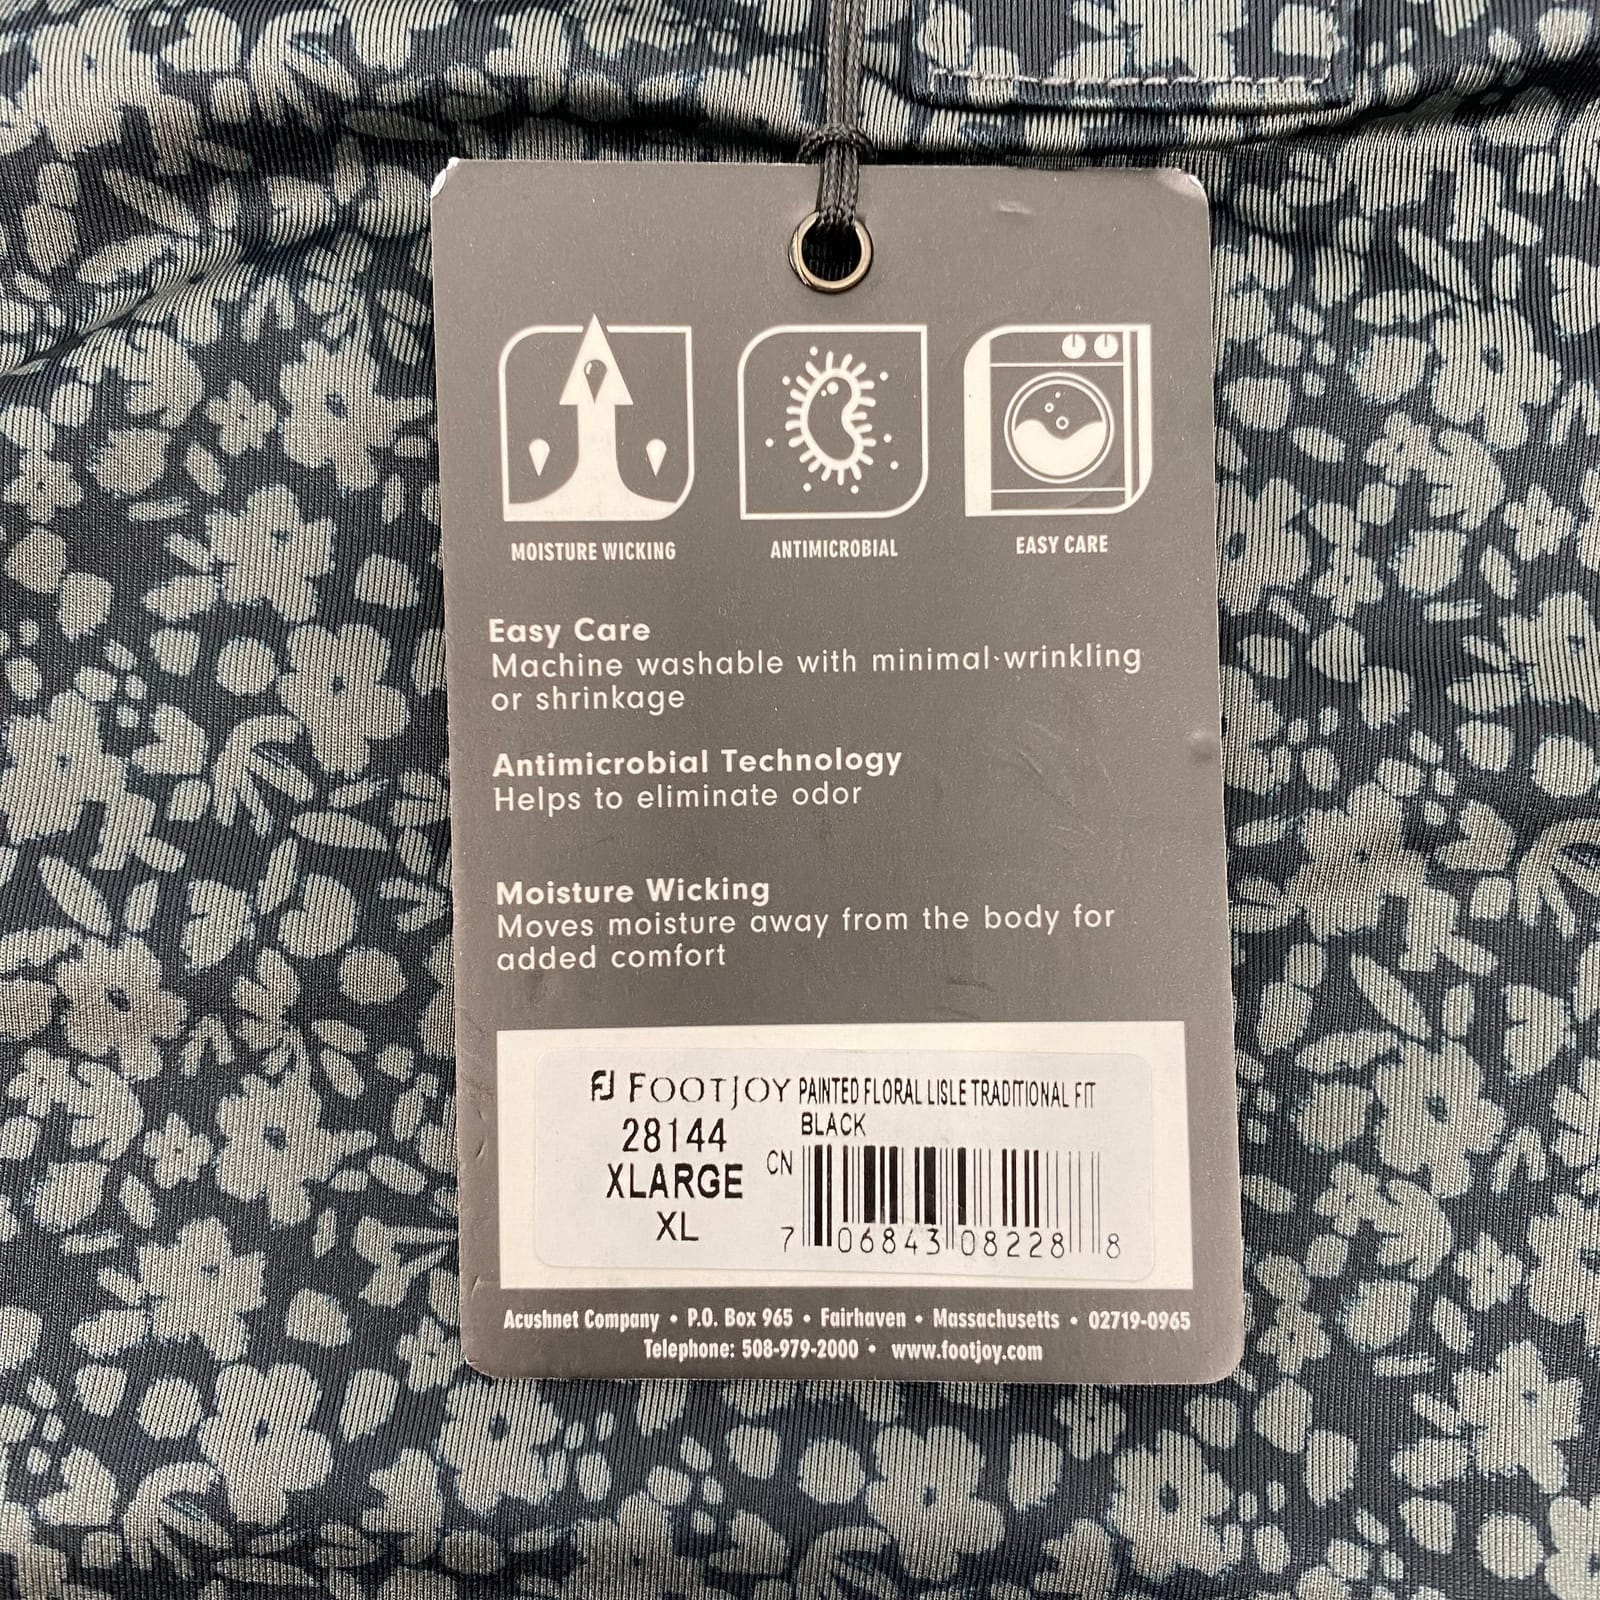 MOISTURE WICKING ANTIMICROBIAL EASY CARE
Easy Care
Machine washable with minimal wrinkling
or shrinkage
Antimicrobial Technology
Helps to eliminate odor
Moisture Wicking
Moves moisture away from the body for
added comfort
FJ FOOTJOY PAINTED FLORAL LISLE TRADITIONAL FIT
28144 BLACK
XLARGE CN
XL 7 06843 08228 8
Acushnet Company • P.O. Box 965 • Fairhaven • Massachusetts • 02719-0965
Telephone: 508-979-2000 • www.footjoy.com